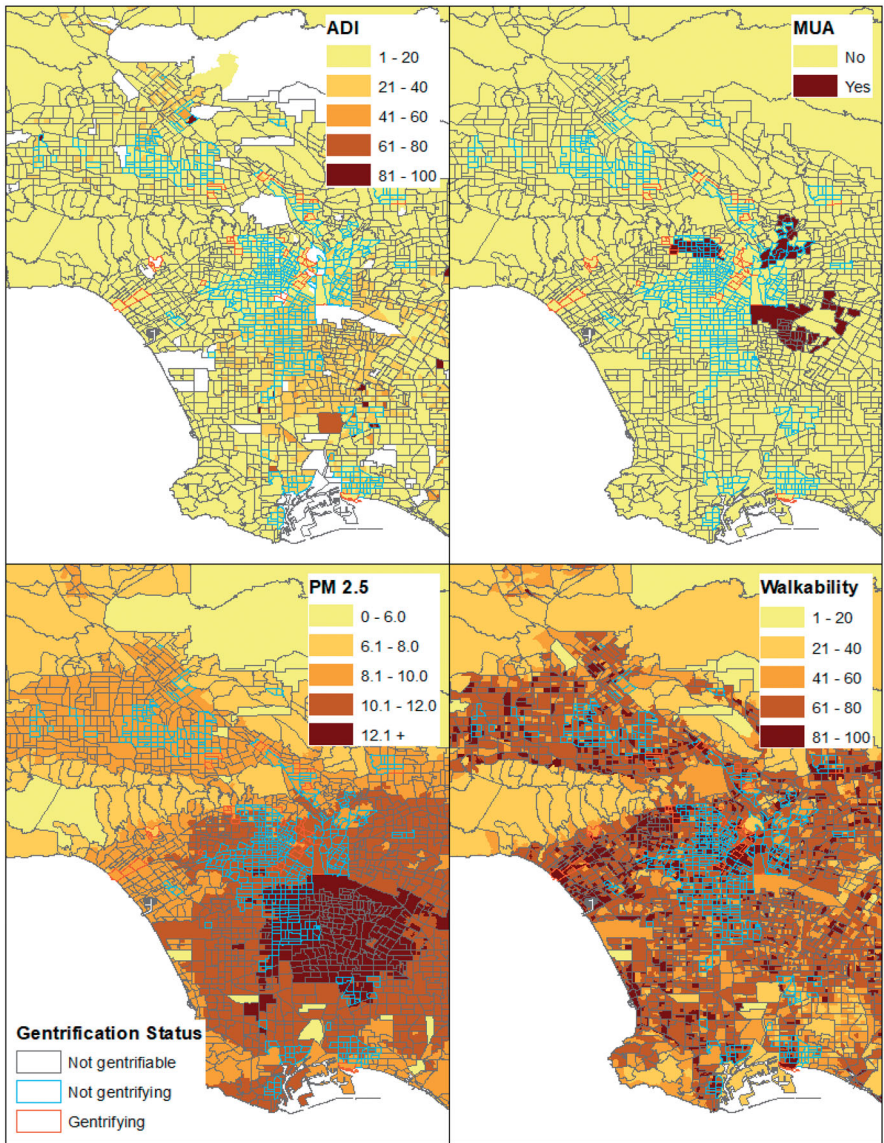 ADI
1 - 20
21 - 40
41 - 60
61 - 80
81 - 100
MUA
No
Yes
PM 2.5
0 - 6.0
6.1 - 8.0
8.1 - 10.0
10.1 - 12.0
12.1 +
Walkability
1 - 20
21 - 40
41 - 60
61 - 80
81 - 100
Gentrification Status
Not gentrifiable
Not gentrifying
Gentrifying